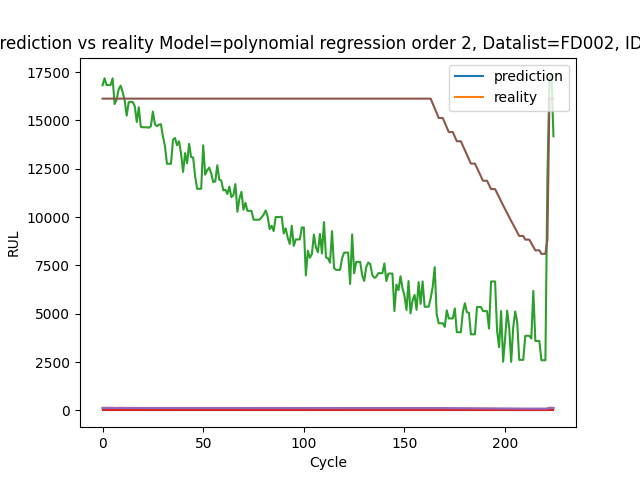 rediction vs reality Model=polynomial regression order 2, Datalist=FD002, ID
prediction
reality
RUL
17500
15000
12500
10000
7500
5000
2500
0
0 50 100 150 200
Cycle